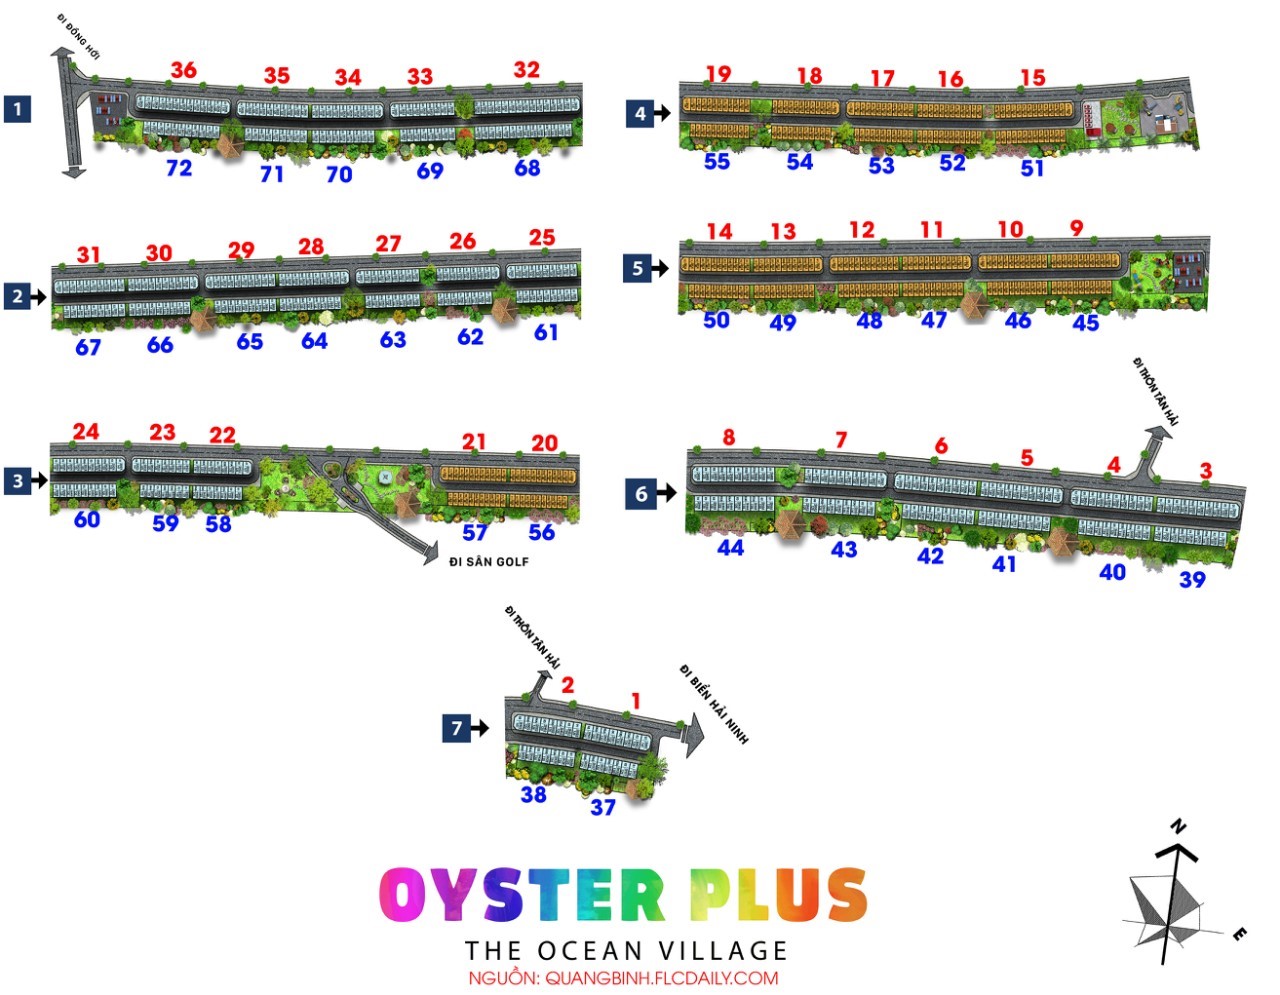 ĐI ĐỒNG HỚI
36 35 34 33 32
1
72 71 70 69 68
19 18 17 16 15
4
55 54 53 52 51
31 30 29 28 27 26 25
2
67 66 65 64 63 62 61
14 13 12 11 10 9
5
50 49 48 47 46 45
24 23 22 21 20
3
60 59 58 57 56
ĐI SÂN GOLF
ĐI THÔN TÂN HẢI
8 7 6 5 4 3
6
44 43 42 41 40 39
ĐI THÔN TÂN HẢI
2 1
ĐI BIỂN HẢI NINH
7
38 37
N
E
OYSTER PLUS
THE OCEAN VILLAGE
NGUỒN: QUANGBINH.FLCDAILY.COM